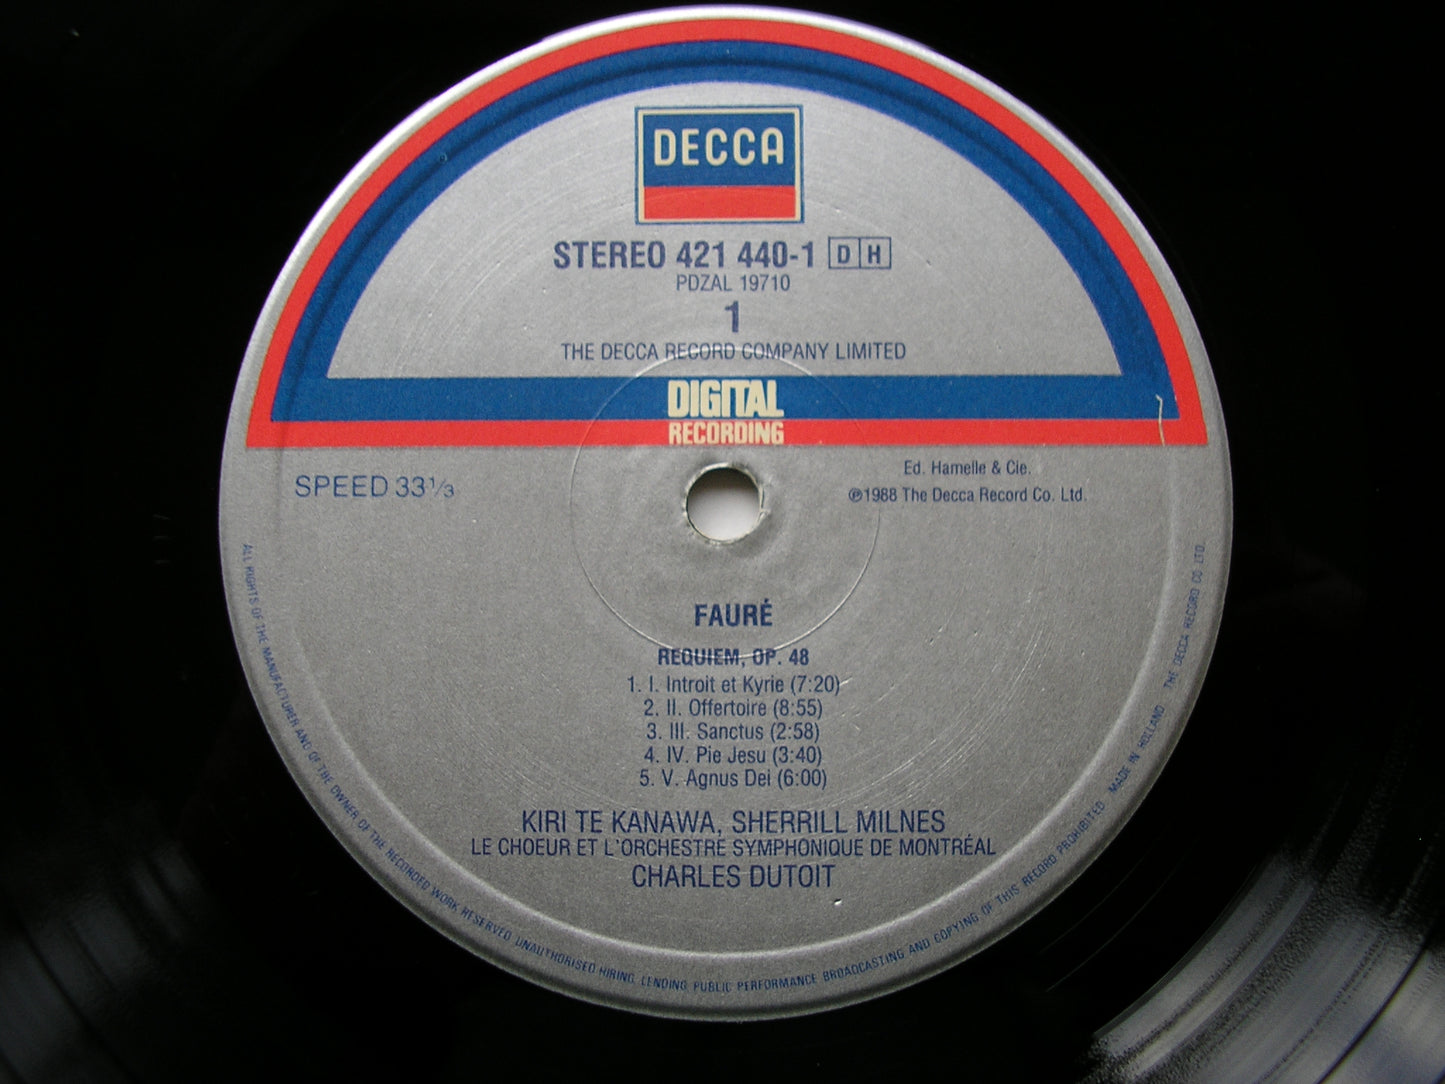 DECCA
STEREO 421 440-1 DH
PDZAL 19710
1
THE DECCA RECORD COMPANY LIMITED
DIGITAL
RECORDING
SPEED 33⅓
Ed. Hamelle & Cie.
℗1988 The Decca Record Co. Ltd.
FAURÉ
REQUIEM, OP. 48
1. I. Introit et Kyrie (7:20)
2. II. Offertoire (8:55)
3. III. Sanctus (2:58)
4. IV. Pie Jesu (3:40)
5. V. Agnus Dei (6:00)
KIRI TE KANAWA, SHERRILL MILNES
LE CHOEUR ET L'ORCHESTRE SYMPHONIQUE DE MONTRÉAL
CHARLES DUTOIT
ALL RIGHTS OF THE MANUFACTURER AND OF THE OWNER OF THE RECORDED WORK RESERVED UNAUTHORISED HIRING, LENDING PUBLIC PERFORMANCE BROADCASTING AND COPYING OF THIS RECORD PROHIBITED MADE IN HOLLAND THE DECCA RECORD CO LTD.